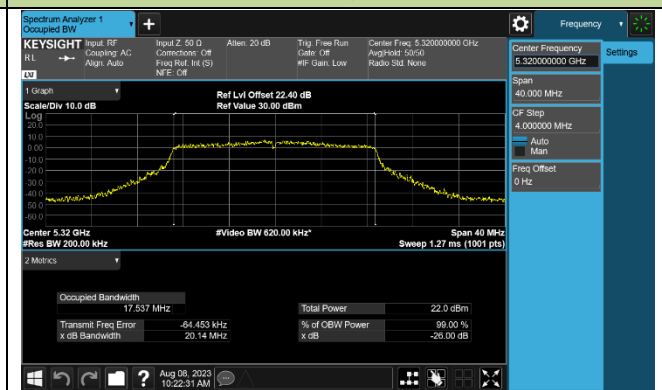 Spectrum Analyzer 1
Occupied BW
+
Frequency
KEYSIGHT Input: RF Input Z: 50 Ω Atten: 20 dB Trig: Free Run Center Freq: 5.320000000 GHz
RL Coupling: AC Corrections: Off Gate: Off Avg|Hold: 50/50
Align: Auto Freq Ref: Int (S) #IF Gain: Low Radio Std: None
NFE: Off
LXI
Center Frequency
5.320000000 GHz
Settings
Span
40.000 MHz
CF Step
4.000000 MHz
Auto
Man
Freq Offset
0 Hz
1 Graph
Ref Lvl Offset 22.40 dB
Scale/Div 10.0 dB Ref Value 30.00 dBm
Log
20.0
10.0
0.00
-10.0
-20.0
-30.0
-40.0
-50.0
-60.0
Center 5.32 GHz #Video BW 620.00 kHz* Span 40 MHz
#Res BW 200.00 kHz Sweep 1.27 ms (1001 pts)
2 Metrics
Occupied Bandwidth
17.537 MHz Total Power 22.0 dBm
Transmit Freq Error -64.453 kHz % of OBW Power 99.00 %
x dB Bandwidth 20.14 MHz x dB -26.00 dB
? Aug 08, 2023
10:22:31 AM